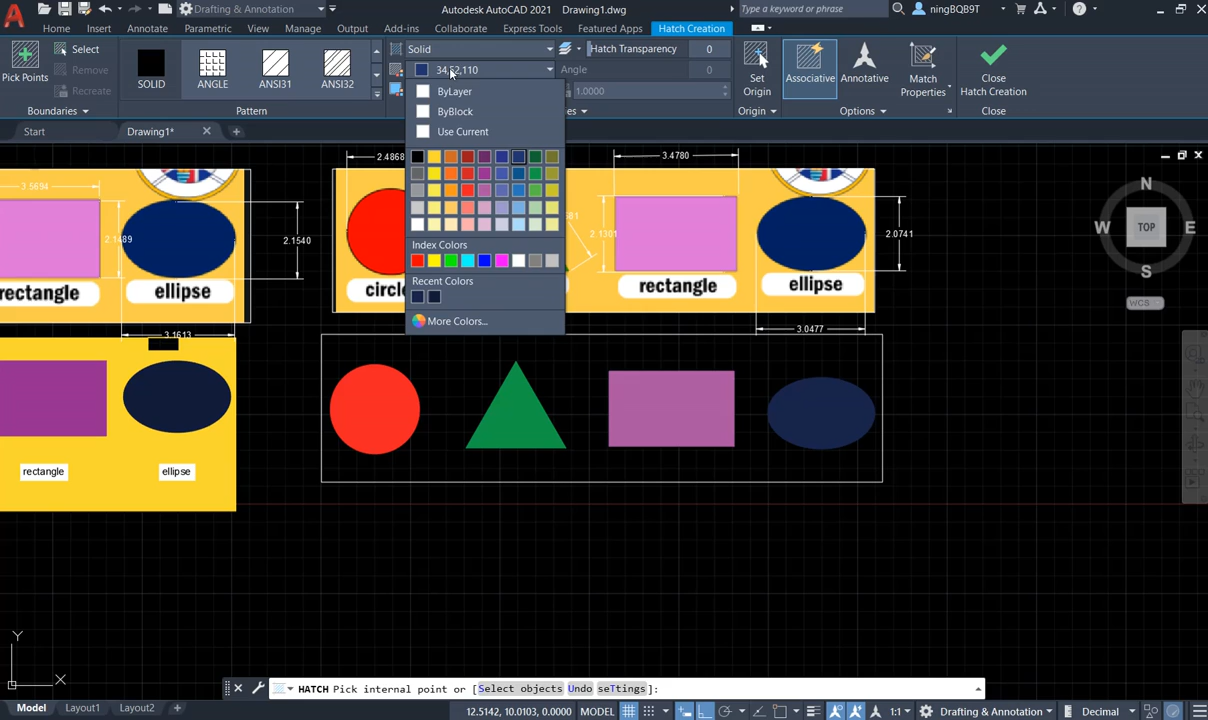 Drafting & Annotation
Autodesk AutoCAD 2021 Drawing1.dwg
Type a keyword or phrase
ningBQB9T
Home Insert Annotate Parametric View Manage Output Add-ins Collaborate Express Tools Featured Apps Hatch Creation
Pick Points
Select
Remove
Recreate
SOLID
ANGLE
ANSI31
ANSI32
Solid
34,52,110
Hatch Transparency 0
Angle 0
1.0000
Set
Origin
Associative
Annotative
Match
Properties
Close
Hatch Creation
Boundaries
Pattern
Origin
Options
Close
Start
Drawing1*
ByLayer
ByBlock
Use Current
Index Colors
Recent Colors
More Colors...
3.5694
2.1540
rectangle
ellipse
3.1613
rectangle
ellipse
2.4868
3.4780
2.1301
2.0741
rectangle
ellipse
3.0477
N
W TOP E
S
WCS
Y
X
HATCH Pick internal point or [Select objects Undo seTtings]:
Model Layout1 Layout2
12.5142, 10.0103, 0.0000 MODEL
1:1
Drafting & Annotation
Decimal